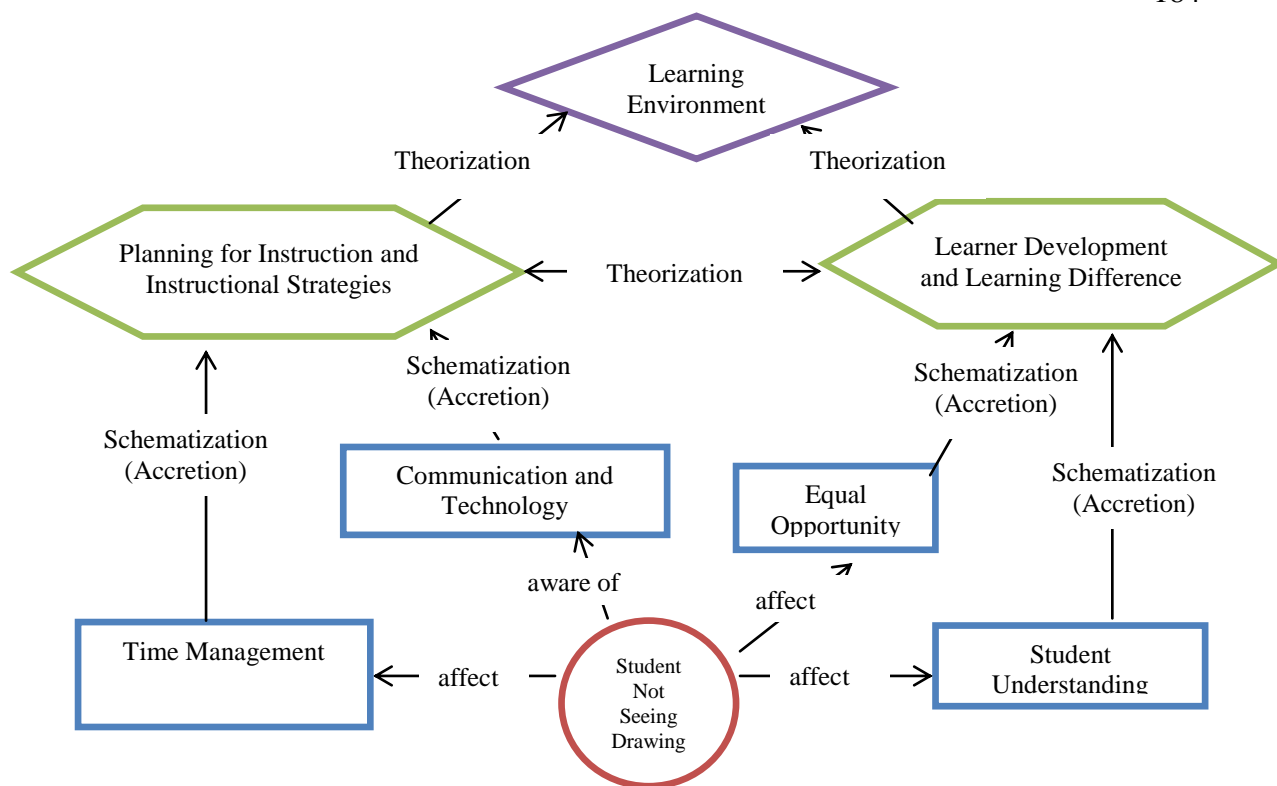 Learning
Environment
Theorization
Theorization
Planning for Instruction and
Instructional Strategies
Theorization
Learner Development
and Learning Difference
Schematization
(Accretion)
Schematization
(Accretion)
Schematization
(Accretion)
Schematization
(Accretion)
Communication and
Technology
Equal
Opportunity
aware of
affect
Time Management
affect
Student
Not
Seeing
Drawing
affect
Student
Understanding